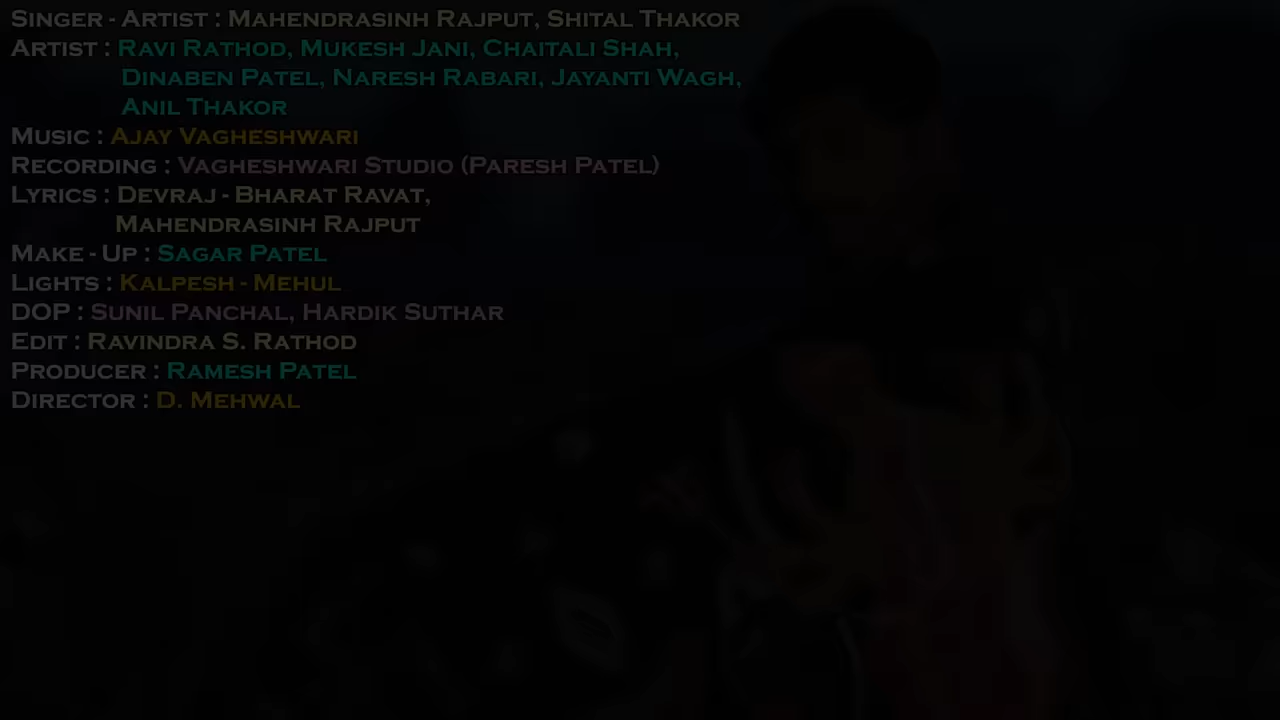 Singer - Artist : Mahendrasinh Rajput, Shital Thakor
Artist : Ravi Rathod, Mukesh Jani, Chaitali Shah,
Dinaben Patel, Naresh Rabari, Jayanti Wagh,
Anil Thakor
Music : Ajay Vagheshwari
Recording : Vagheshwari Studio (Paresh Patel)
Lyrics : Devraj - Bharat Ravat,
Mahendrasinh Rajput
Make - Up : Sagar Patel
Lights : Kalpesh - Mehul
DOP : Sunil Panchal, Hardik Suthar
Edit : Ravindra S. Rathod
Producer : Ramesh Patel
Director : D. Mehwal